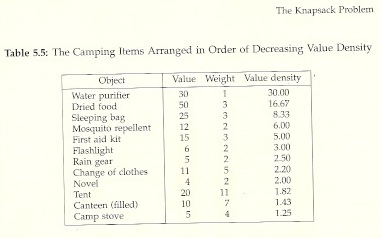 The Knapsack Problem
Table 5.5: The Camping Items Arranged in Order of Decreasing Value Density
Object Value Weight Value density
Water purifier 30 1 30.00
Dried food 50 3 16.67
Sleeping bag 25 3 8.33
Mosquito repellent 12 2 6.00
First aid kit 15 3 5.00
Flashlight 6 2 3.00
Rain gear 5 2 2.50
Change of clothes 11 5 2.20
Novel 4 2 2.00
Tent 20 11 1.82
Canteen (filled) 10 7 1.43
Camp stove 5 4 1.25